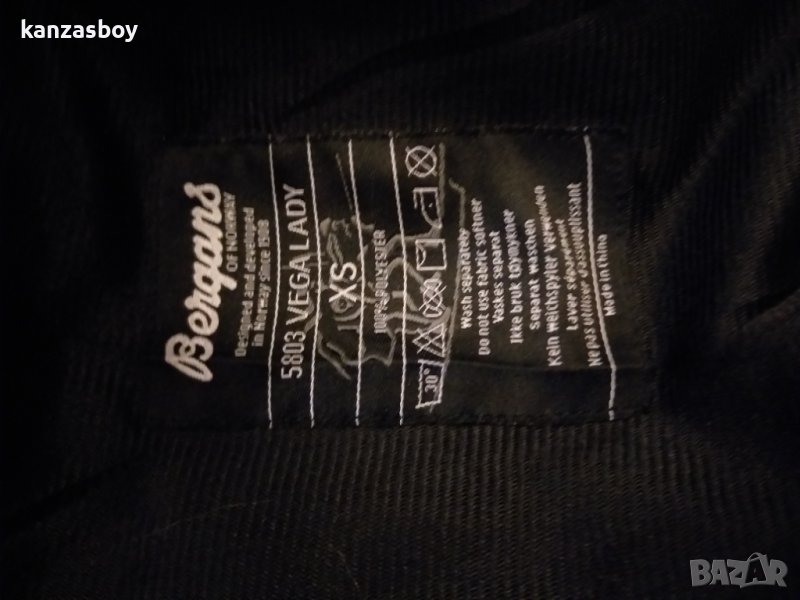 kanzasboy
Bergans
OF NORWAY
Designed and developed
in Norway since 1908
5803 VEGA LADY
XS
100% POLYESTER
30°
Wash separately
Do not use fabric softner
Vaskes separat
Ikke bruk tøymykner
Separat waschen
Kein weichspyler verwenden
Laver séparement
Ne pas utiliser d'assouplissant
Made in China
BAZAR